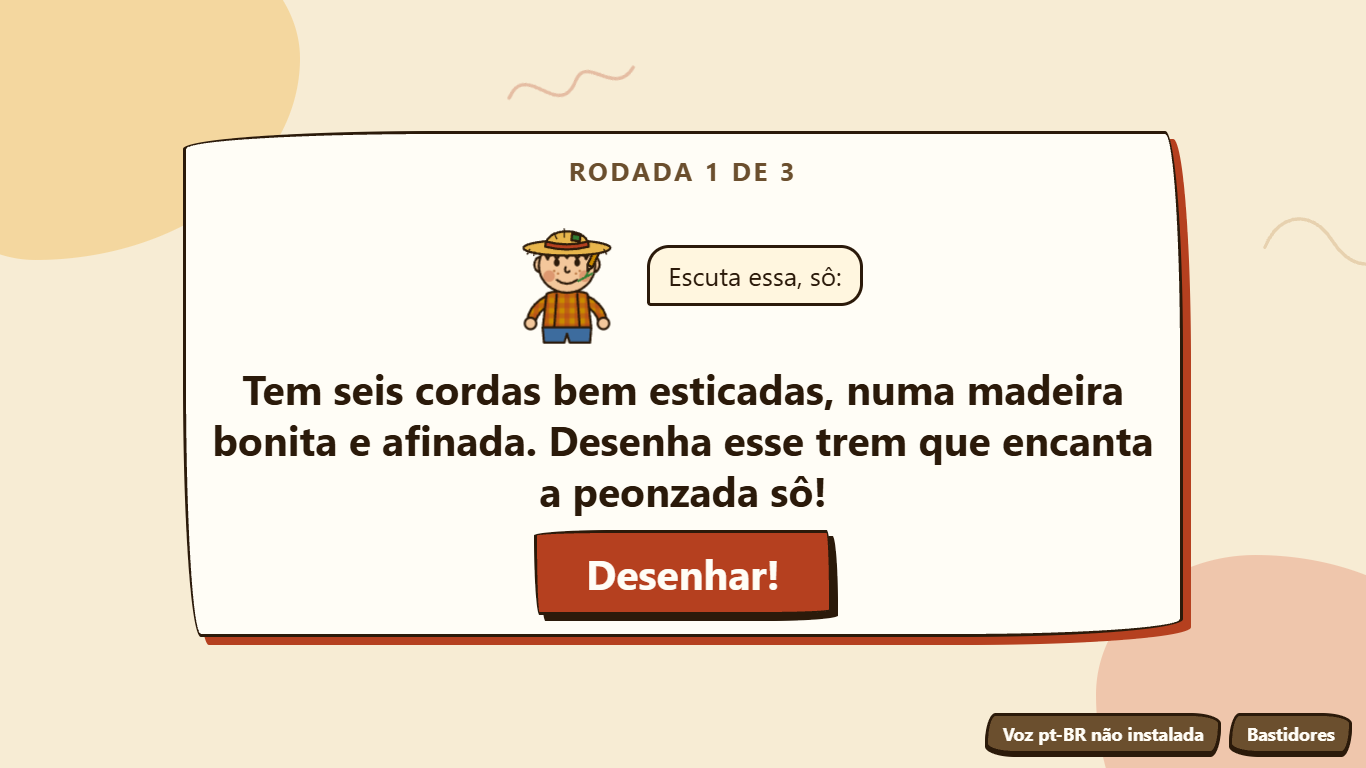 RODADA 1 DE 3
Escuta essa, sô:
Tem seis cordas bem esticadas, numa madeira
bonita e afinada. Desenha esse trem que encanta
a peonzada sô!
Desenhar!
Voz pt-BR não instalada
Bastidores